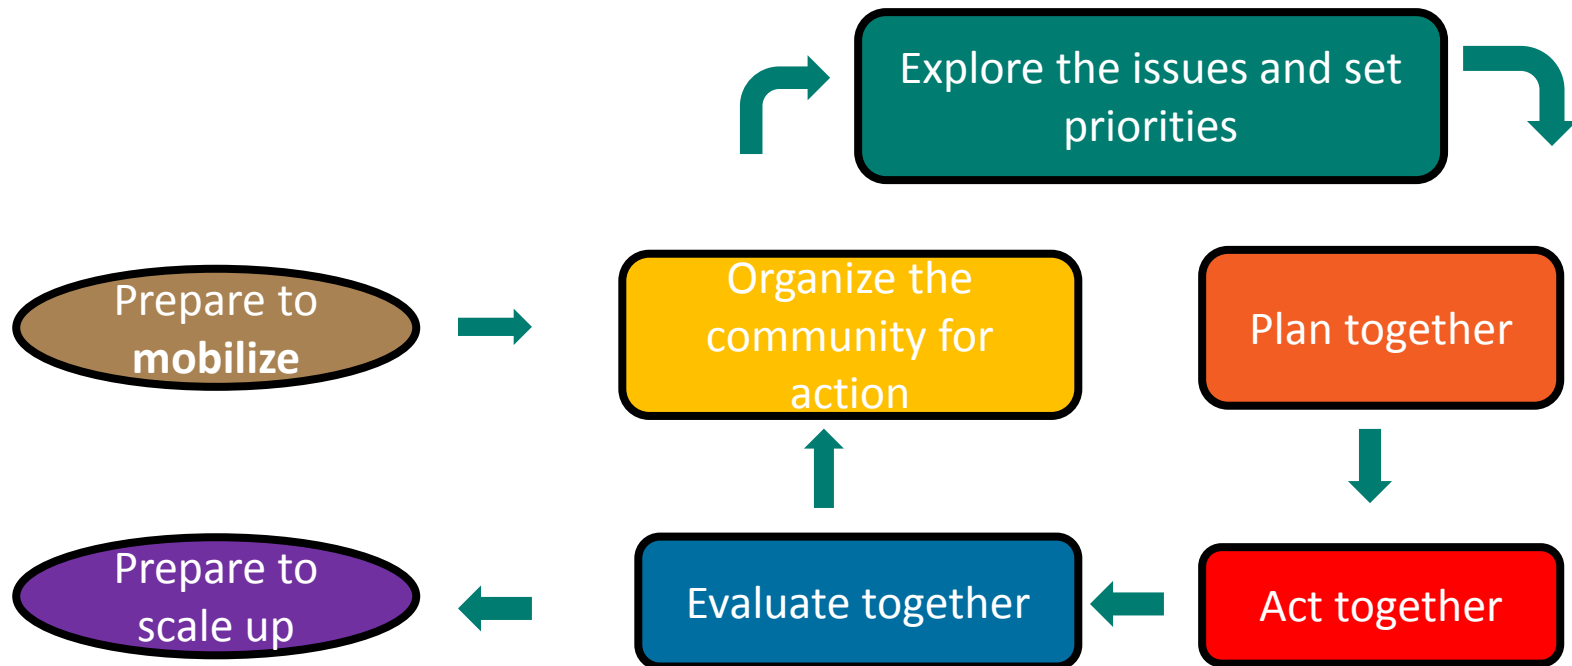 Explore the issues and set
priorities
Prepare to
mobilize
Organize the
community for
action
Plan together
Prepare to
scale up
Evaluate together
Act together